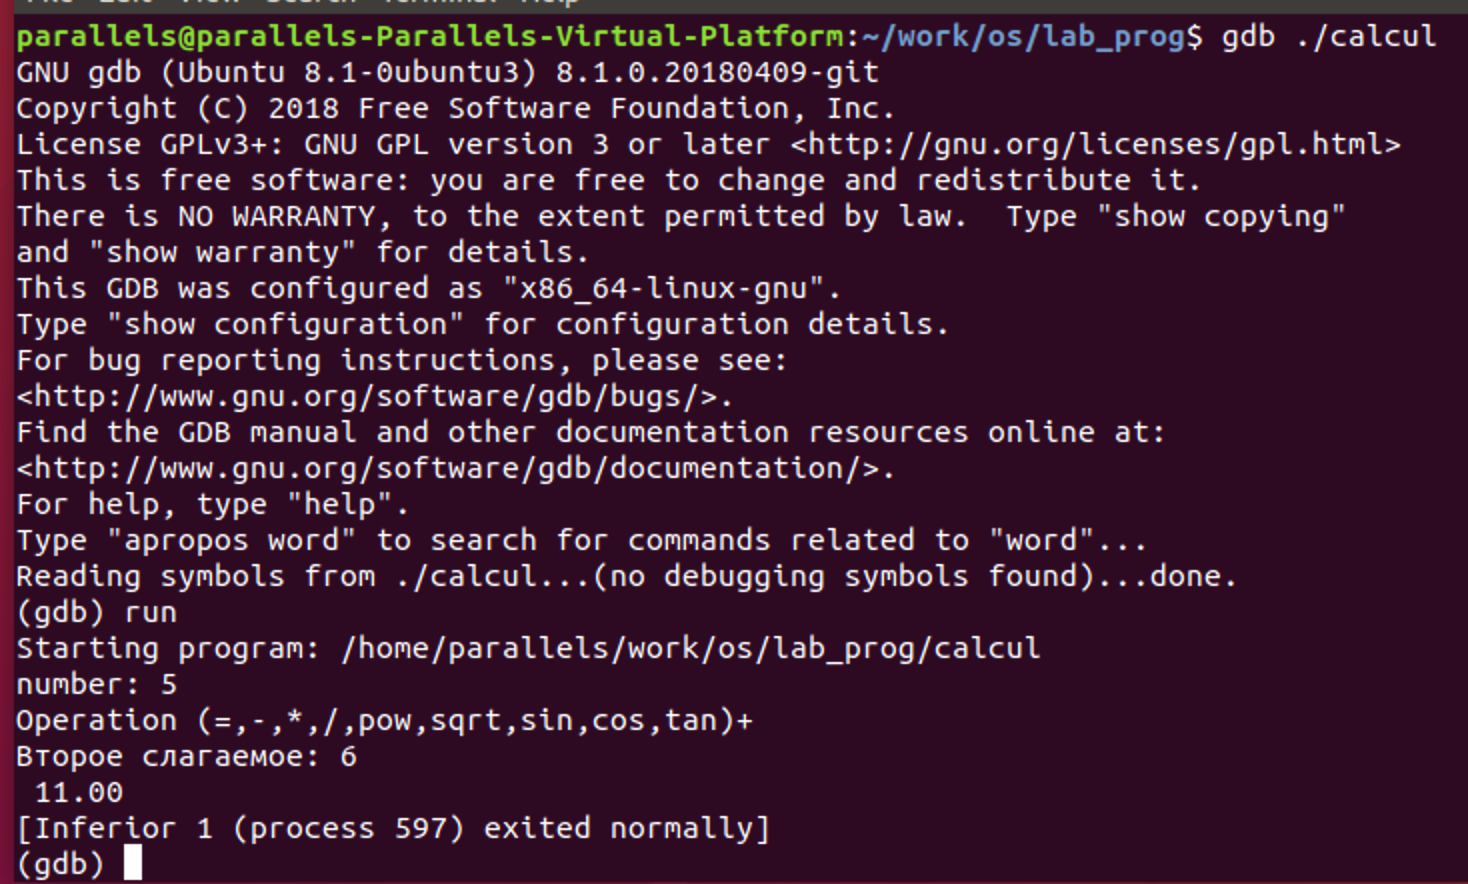 parallels@parallels-Parallels-Virtual-Platform:~/work/os/lab_prog$ gdb ./calcul
GNU gdb (Ubuntu 8.1-0ubuntu3) 8.1.0.20180409-git
Copyright (C) 2018 Free Software Foundation, Inc.
License GPLv3+: GNU GPL version 3 or later <http://gnu.org/licenses/gpl.html>
This is free software: you are free to change and redistribute it.
There is NO WARRANTY, to the extent permitted by law.  Type "show copying"
and "show warranty" for details.
This GDB was configured as "x86_64-linux-gnu".
Type "show configuration" for configuration details.
For bug reporting instructions, please see:
<http://www.gnu.org/software/gdb/bugs/>.
Find the GDB manual and other documentation resources online at:
<http://www.gnu.org/software/gdb/documentation/>.
For help, type "help".
Type "apropos word" to search for commands related to "word"...
Reading symbols from ./calcul...(no debugging symbols found)...done.
(gdb) run
Starting program: /home/parallels/work/os/lab_prog/calcul
number: 5
Operation (=,-,*,/,pow,sqrt,sin,cos,tan)+
Второе слагаемое: 6
 11.00
[Inferior 1 (process 597) exited normally]
(gdb)